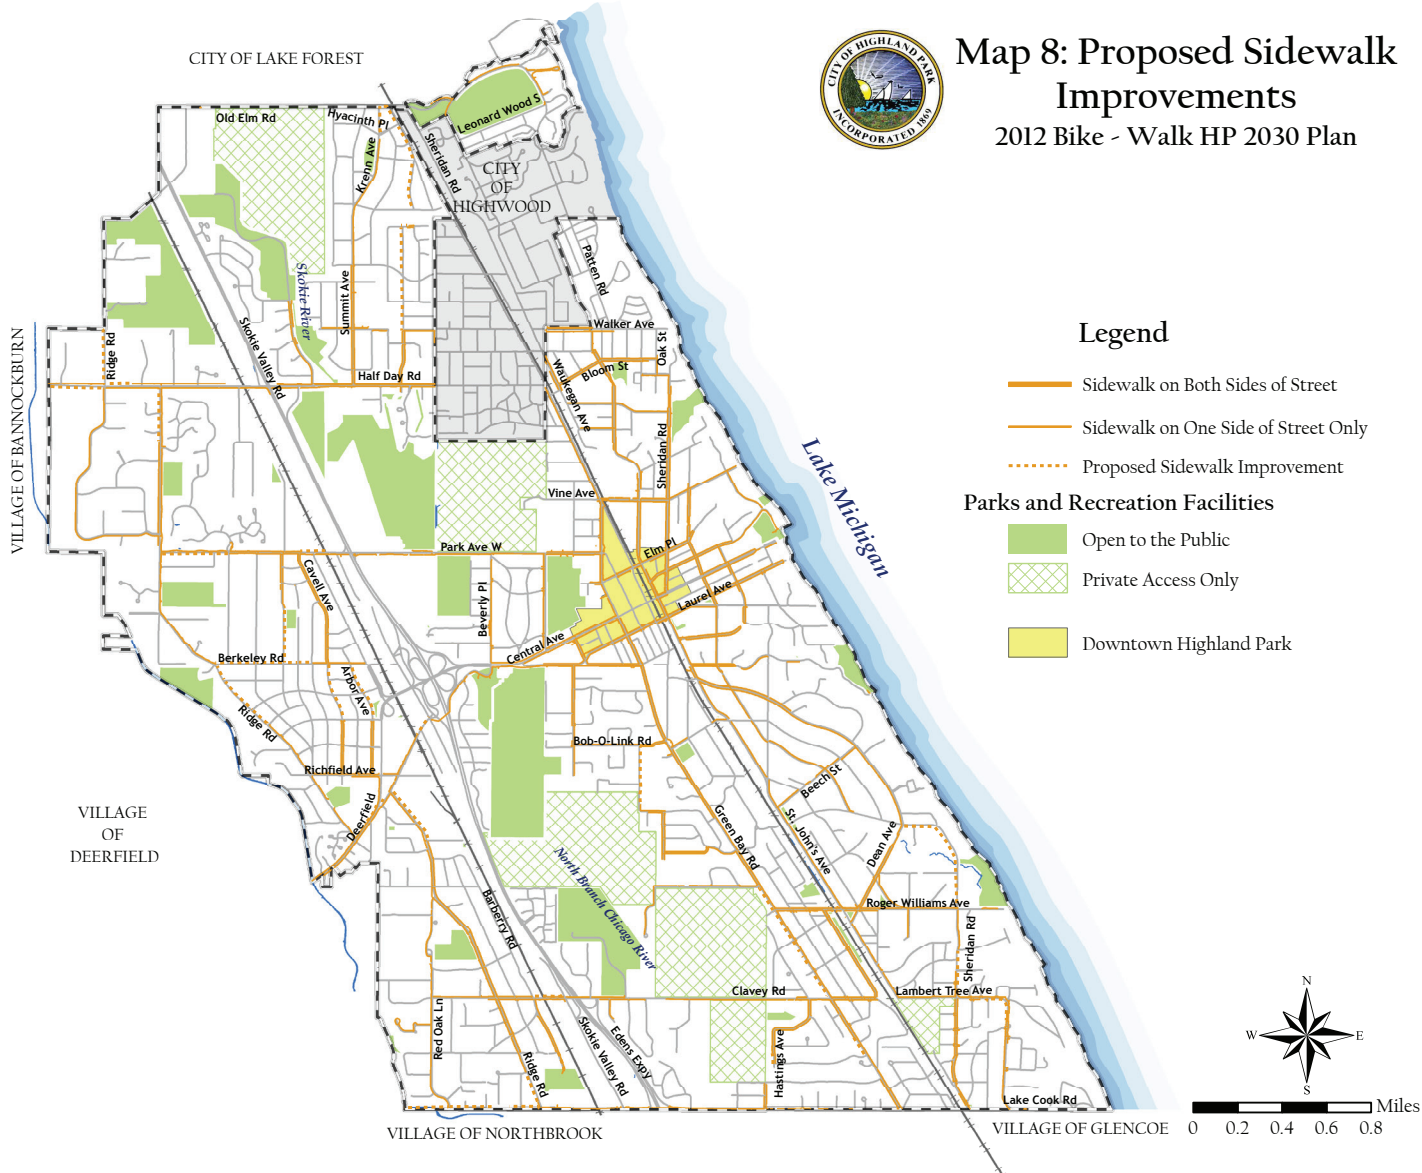 CITY OF HIGHLAND PARK
INCORPORATED 1869
Map 8: Proposed Sidewalk
Improvements
2012 Bike - Walk HP 2030 Plan
CITY OF LAKE FOREST
Old Elm Rd
Hyacinth Pl
Leonard Wood S
Krenn Ave
Sheridan Rd
CITY
OF
HIGHWOOD
Patten Rd
Skokie River
Summit Ave
Skokie Valley Rd
Ridge Rd
Walker Ave
Oak St
Waukegan Ave
Bloom St
Half Day Rd
VILLAGE OF BANNOCKBURN
Sheridan Rd
Lake Michigan
Vine Ave
Park Ave W
Elm Pl
Cavell Ave
Beverly Pl
Laurel Ave
Central Ave
Berkeley Rd
Arbor Ave
Ridge Rd
Bob-O-Link Rd
Richfield Ave
Deerfield
Beech St
St. John's Ave
Green Bay Rd
Dean Ave
VILLAGE
OF
DEERFIELD
North Branch Chicago River
Barberry Rd
Roger Williams Ave
Sheridan Rd
Clavey Rd
Lambert Tree Ave
Red Oak Ln
Ridge Rd
Skokie Valley Rd
Edens Expy
Hastings Ave
Lake Cook Rd
VILLAGE OF NORTHBROOK
VILLAGE OF GLENCOE
Legend
Sidewalk on Both Sides of Street
Sidewalk on One Side of Street Only
Proposed Sidewalk Improvement
Parks and Recreation Facilities
Open to the Public
Private Access Only
Downtown Highland Park
N
W
E
S
Miles
0 0.2 0.4 0.6 0.8